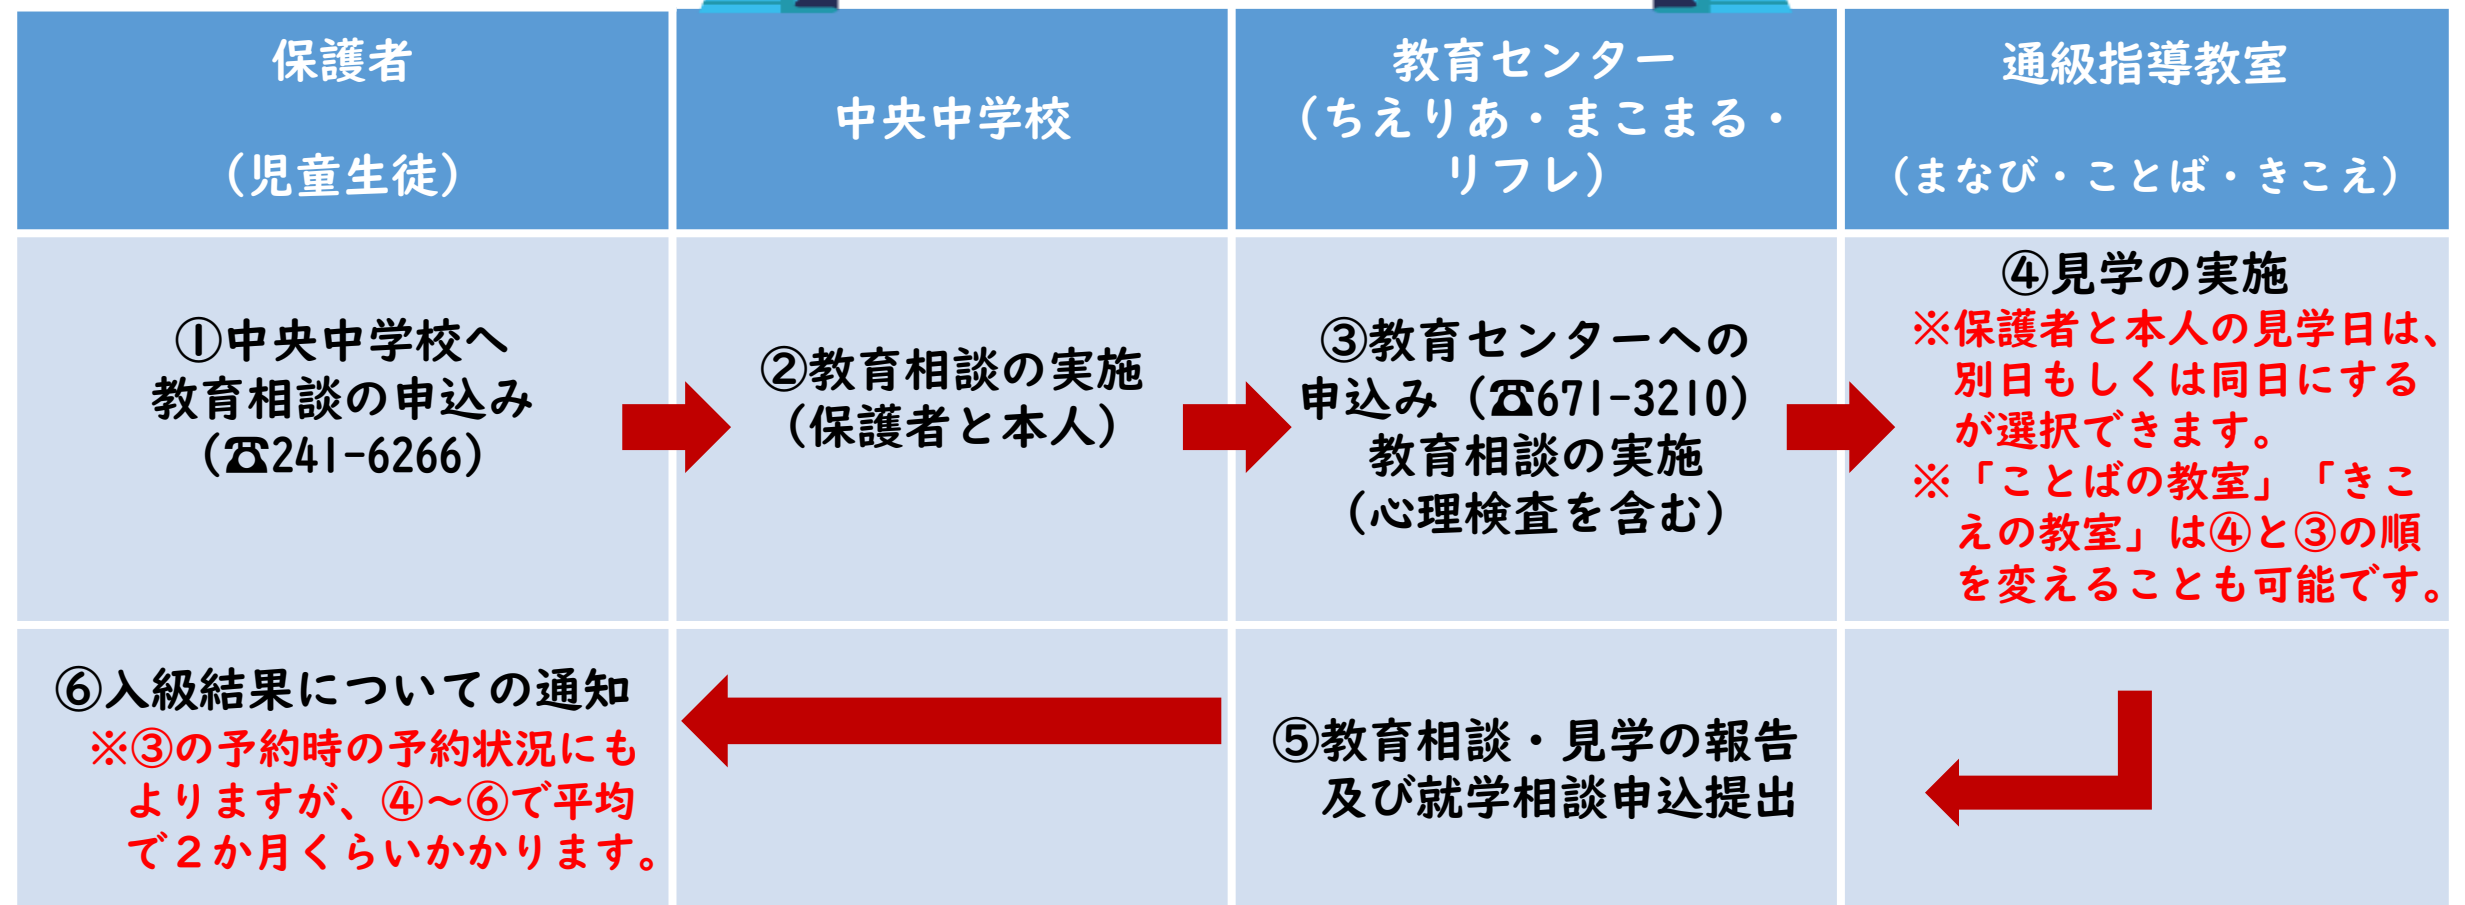 保護者
（児童生徒）
中央中学校
教育センター
（ちえりあ・まこまる・
リフレ）
通級指導教室
（まなび・ことば・きこえ）
①中央中学校へ
教育相談の申込み
（☎241-6266）
②教育相談の実施
（保護者と本人）
③教育センターへの
申込み（☎671-3210）
教育相談の実施
（心理検査を含む）
④見学の実施
※保護者と本人の見学日は、
別日もしくは同日にする
が選択できます。
※「ことばの教室」「きこ
えの教室」は④と③の順
を変えることも可能です。
⑥入級結果についての通知
※③の予約時の予約状況にも
よりますが、④～⑥で平均
で２か月くらいかかります。
⑤教育相談・見学の報告
及び就学相談申込提出